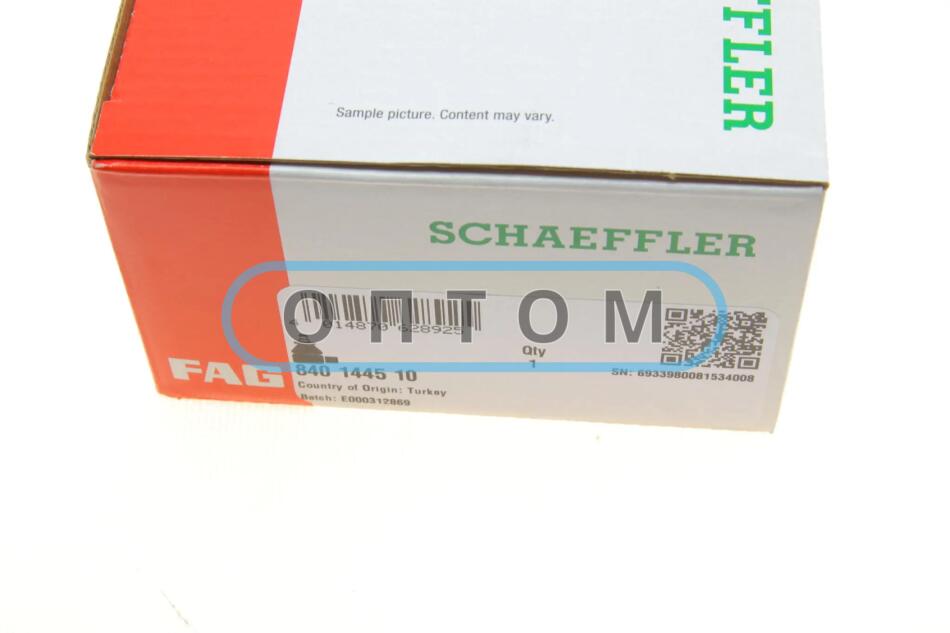 FFLER
Sample picture. Content may vary.
SCHAEFFLER
4 014870 628925
ОПТОМ
FAG
840 1445 10
Qty
1
Country of Origin: Turkey
Batch: E000312869
SN: 6933980081534008